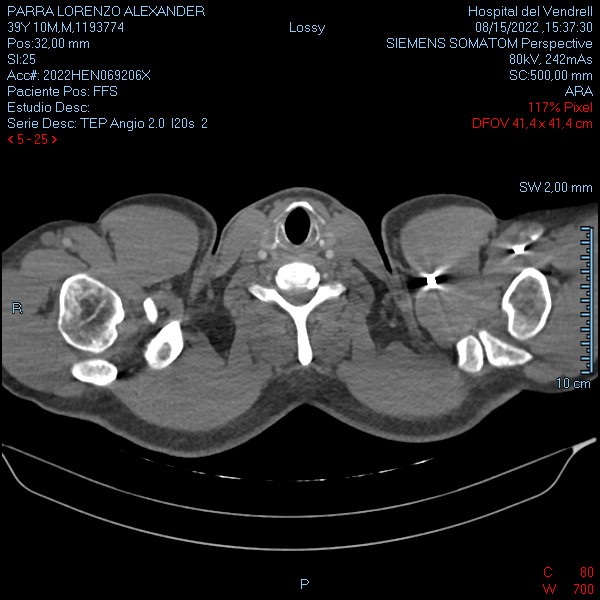 PARRA LORENZO ALEXANDER
39Y 10M,M,1193774
Pos:32,00 mm
SI:25
Acc#: 2022HEN069206X
Paciente Pos: FFS
Estudio Desc:
Serie Desc: TEP Angio 2.0 I20s 2
< 5 - 25 >
Lossy
Hospital del Vendrell
08/15/2022 ,15:37:30
SIEMENS SOMATOM Perspective
80kV, 242mAs
SC:500,00 mm
ARA
117% Pixel
DFOV 41,4 x 41,4 cm
SW 2,00 mm
R
10 cm
P
C 80
W 700